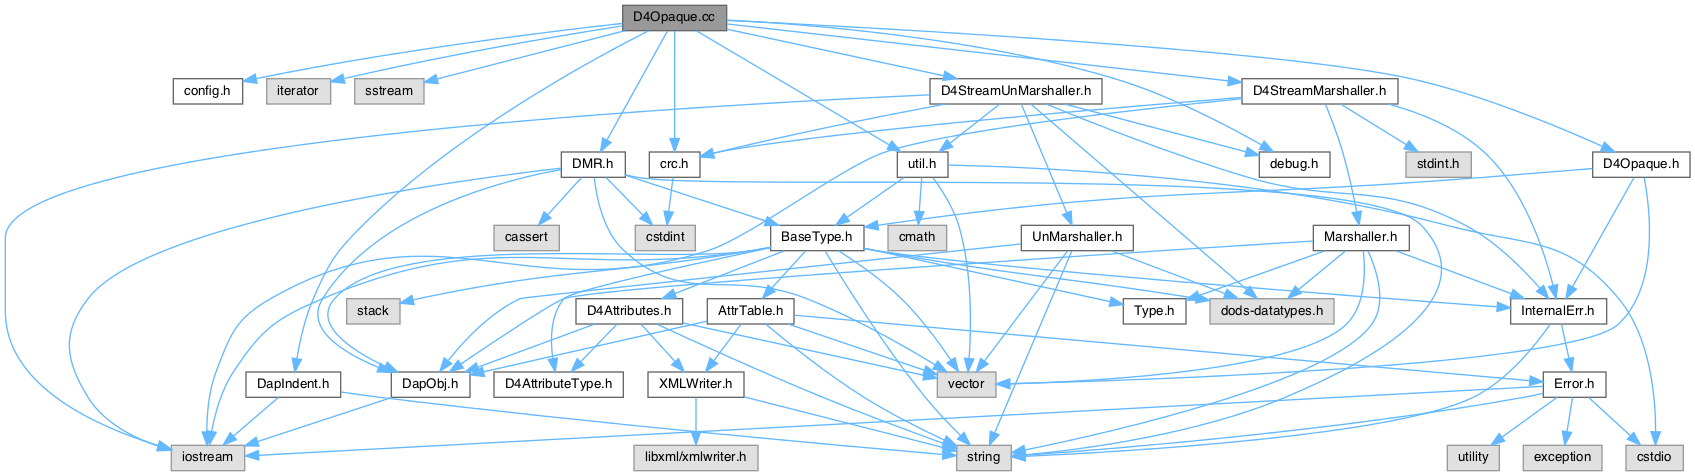 D4Opaque.cc
config.h
iterator
sstream
D4StreamUnMarshaller.h
D4StreamMarshaller.h
DMR.h
crc.h
util.h
debug.h
stdint.h
D4Opaque.h
cassert
cstdint
BaseType.h
cmath
UnMarshaller.h
Marshaller.h
stack
D4Attributes.h
AttrTable.h
Type.h
dods-datatypes.h
InternalErr.h
DapIndent.h
DapObj.h
D4AttributeType.h
XMLWriter.h
vector
Error.h
iostream
libxml/xmlwriter.h
string
utility
exception
cstdio